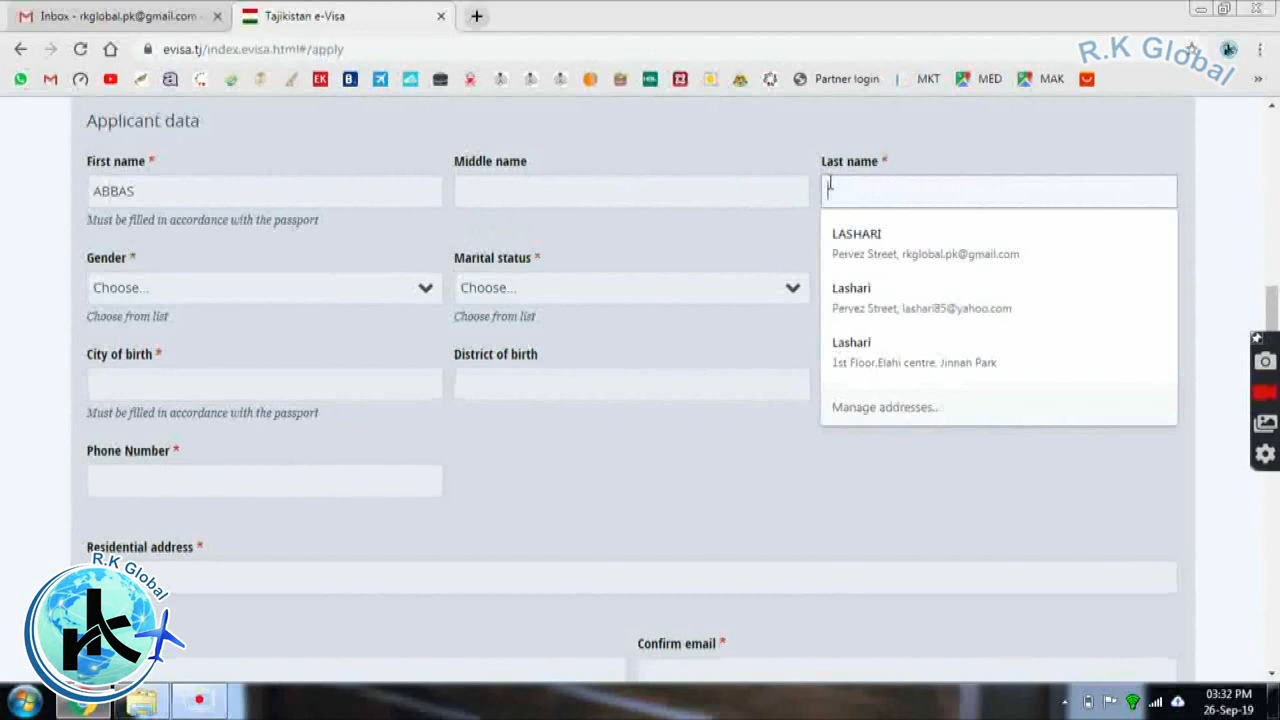 Inbox - rkglobal.pk@gmail.com
Tajikistan e-Visa
evisa.tj/index.evisa.html#/apply
R.K Global
EK
B.
HBL
Partner login
MKT
MED
MAK
Applicant data
First name *
Middle name
Last name *
ABBAS
Must be filled in accordance with the passport
LASHARI
Pervez Street, rkglobal.pk@gmail.com
Gender *
Marital status *
Choose...
Choose...
Lashari
Pervez Street, lashari85@yahoo.com
Choose from list
Choose from list
Lashari
1st Floor,Elahi centre, Jinnah Park
City of birth *
District of birth
Manage addresses...
Must be filled in accordance with the passport
Phone Number *
Residential address *
R.K Global
rk
Confirm email *
03:32 PM
26-Sep-19